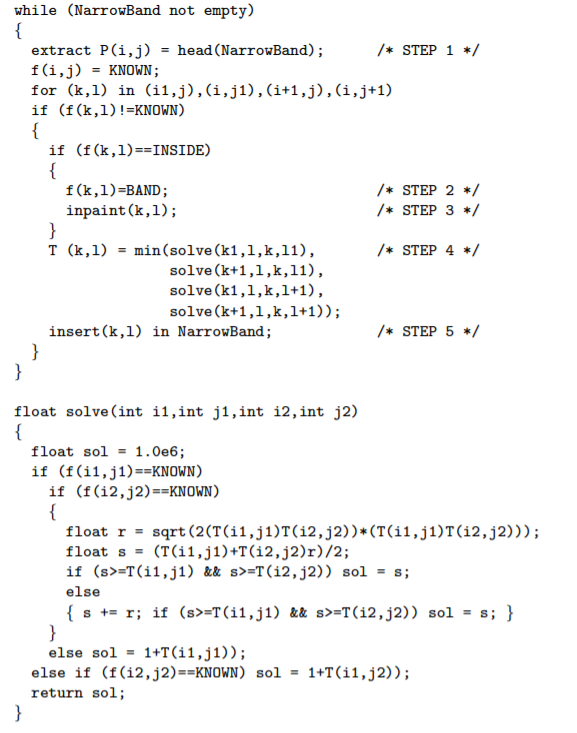 while (NarrowBand not empty)
{
  extract P(i,j) = head(NarrowBand);      /* STEP 1 */
  f(i,j) = KNOWN;
  for (k,l) in (i1,j),(i,j1),(i+1,j),(i,j+1)
  if (f(k,l)!=KNOWN)
  {
    if (f(k,l)==INSIDE)
    {
      f(k,l)=BAND;                        /* STEP 2 */
      inpaint(k,l);                       /* STEP 3 */
    }
    T (k,l) = min(solve(k1,l,k,l1),       /* STEP 4 */
                  solve(k+1,l,k,l1),
                  solve(k1,l,k,l+1),
                  solve(k+1,l,k,l+1));
    insert(k,l) in NarrowBand;            /* STEP 5 */
  }
}
float solve(int i1,int j1,int i2,int j2)
{
  float sol = 1.0e6;
  if (f(i1,j1)==KNOWN)
    if (f(i2,j2)==KNOWN)
    {
      float r = sqrt(2(T(i1,j1)T(i2,j2))*(T(i1,j1)T(i2,j2)));
      float s = (T(i1,j1)+T(i2,j2)r)/2;
      if (s>=T(i1,j1) && s>=T(i2,j2)) sol = s;
      else
      { s += r; if (s>=T(i1,j1) && s>=T(i2,j2)) sol = s; }
    }
    else sol = 1+T(i1,j1));
  else if (f(i2,j2)==KNOWN) sol = 1+T(i1,j2));
  return sol;
}